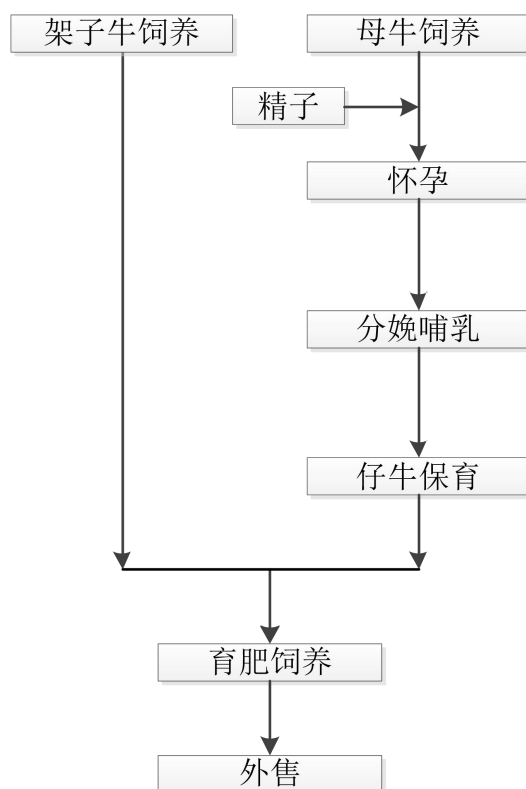 架子牛饲养
母牛饲养
精子
怀孕
分娩哺乳
仔牛保育
育肥饲养
外售